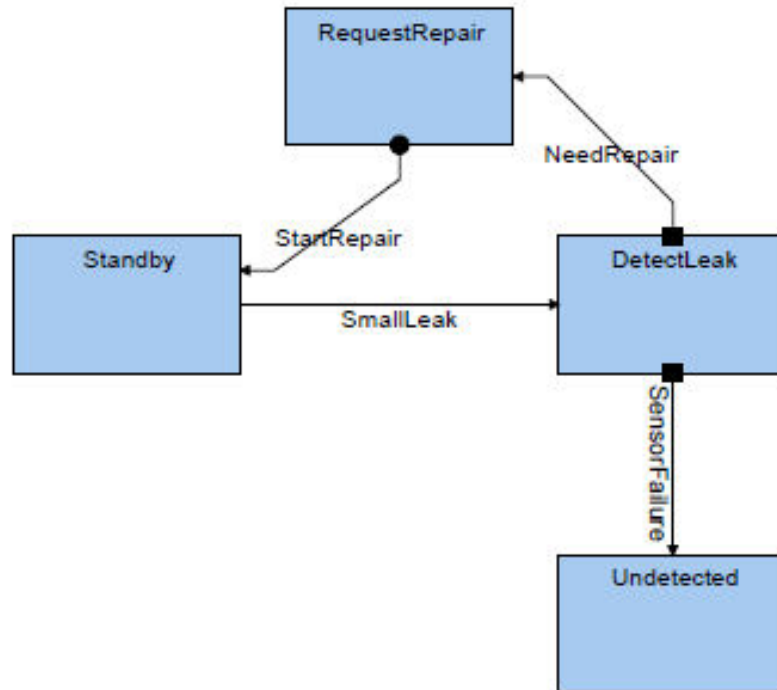 RequestRepair
NeedRepair
StartRepair
Standby
DetectLeak
SmallLeak
SensorFailure
Undetected